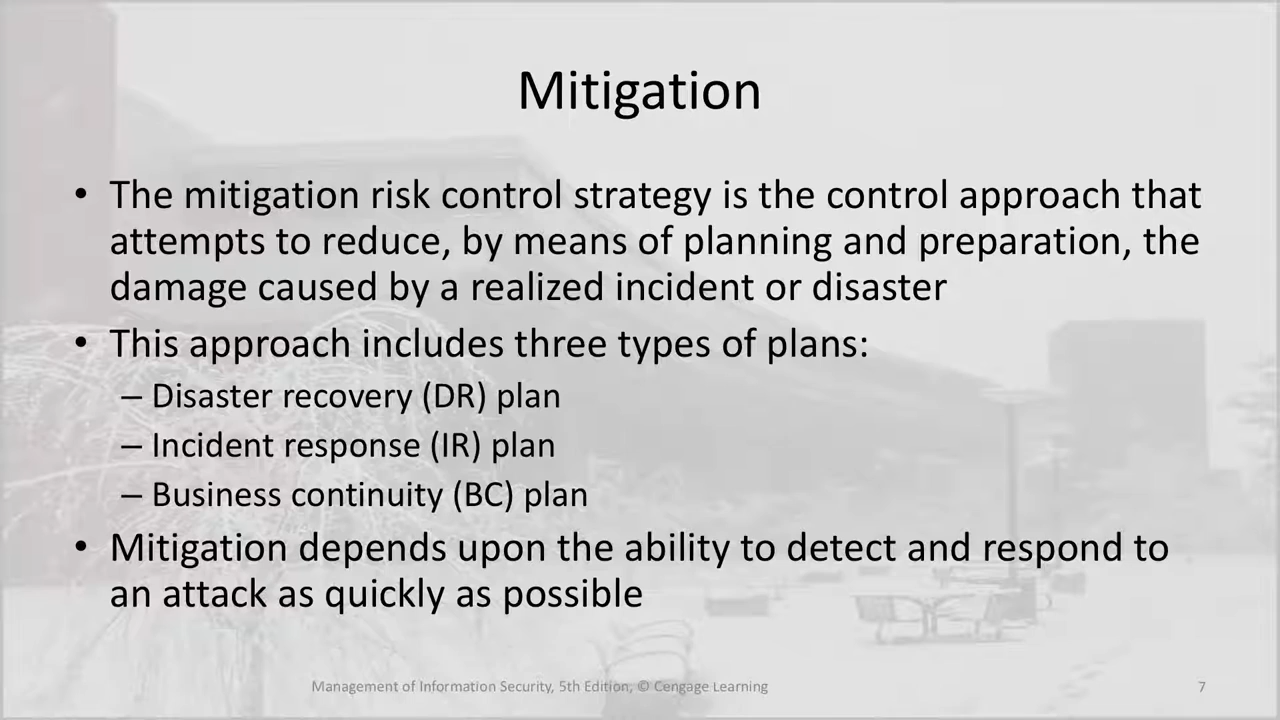 Mitigation
• The mitigation risk control strategy is the control approach that
attempts to reduce, by means of planning and preparation, the
damage caused by a realized incident or disaster
• This approach includes three types of plans:
– Disaster recovery (DR) plan
– Incident response (IR) plan
– Business continuity (BC) plan
• Mitigation depends upon the ability to detect and respond to
an attack as quickly as possible
Management of Information Security, 5th Edition, © Cengage Learning
7